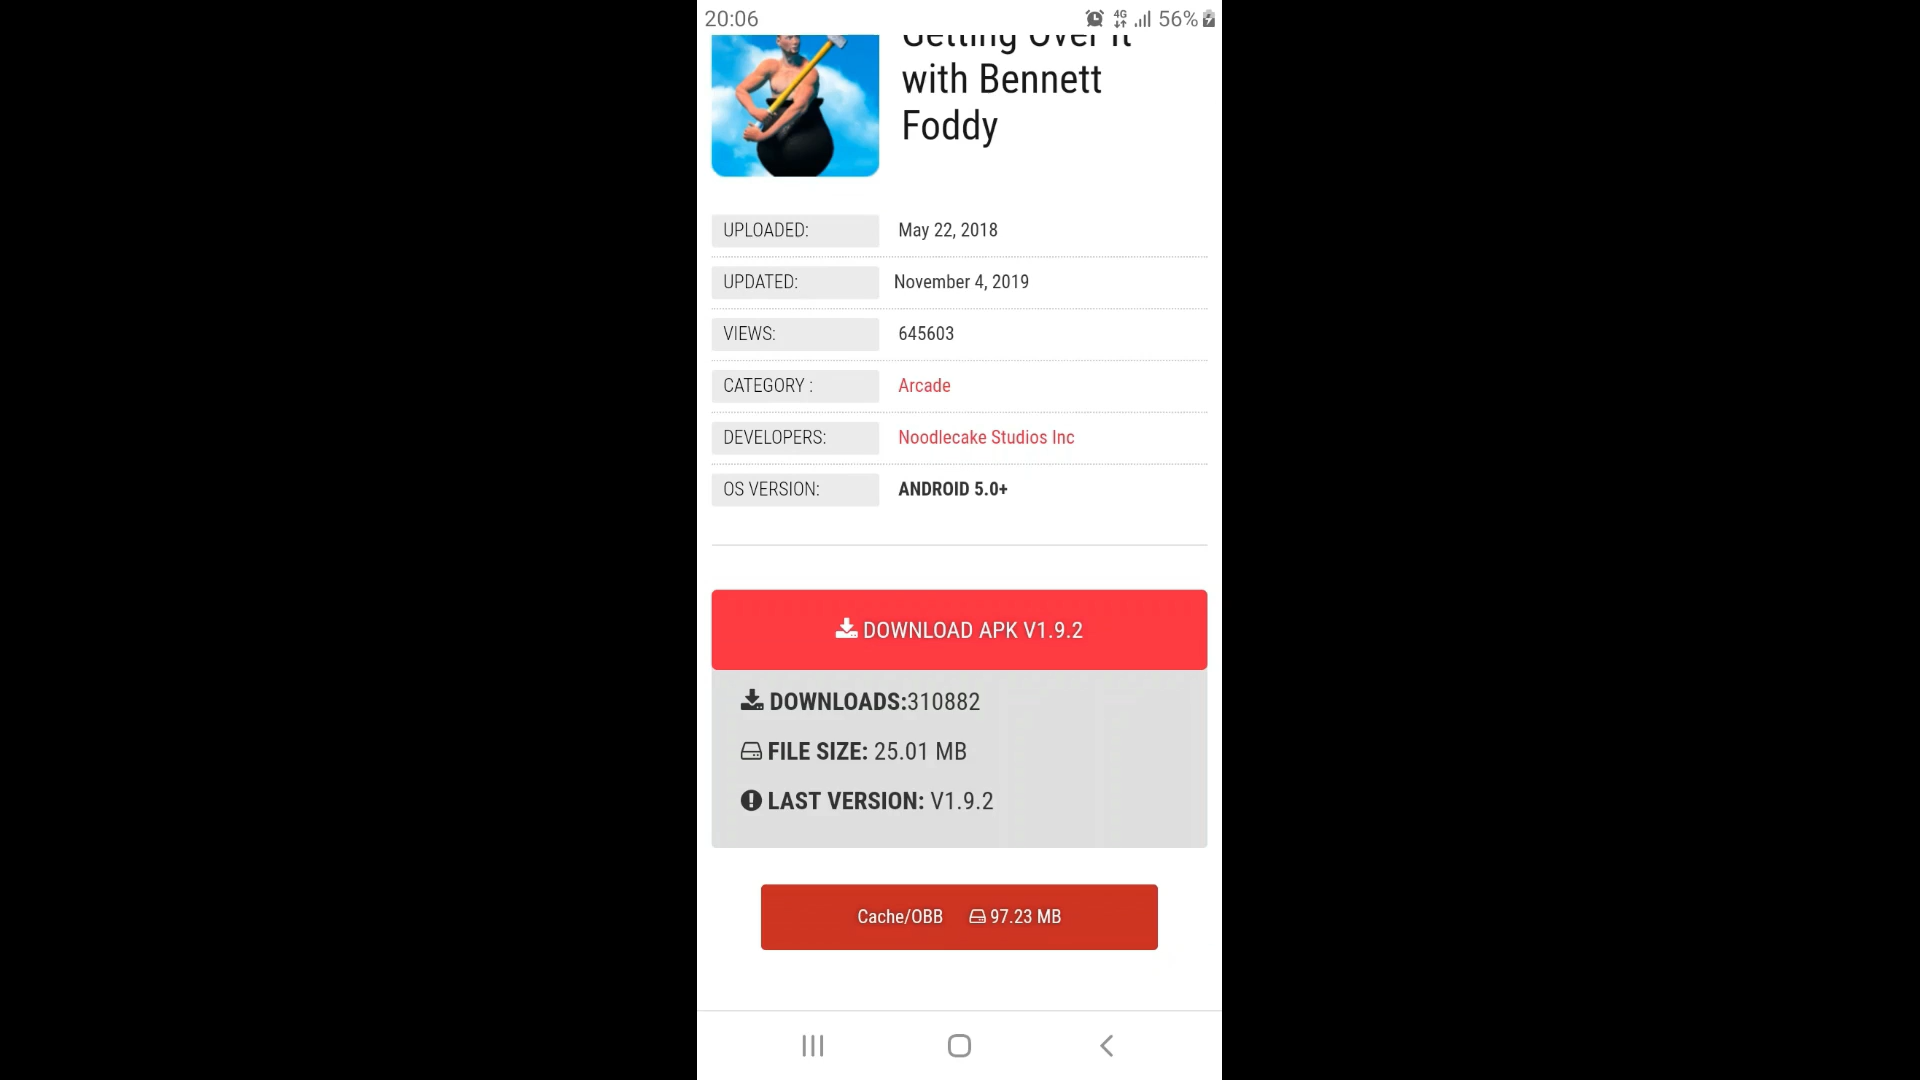 20:06
4G
56%
Getting Over It
with Bennett
Foddy
UPLOADED: May 22, 2018
UPDATED: November 4, 2019
VIEWS: 645603
CATEGORY : Arcade
DEVELOPERS: Noodlecake Studios Inc
OS VERSION: ANDROID 5.0+
DOWNLOAD APK V1.9.2
DOWNLOADS:310882
FILE SIZE: 25.01 MB
LAST VERSION: V1.9.2
Cache/OBB 97.23 MB